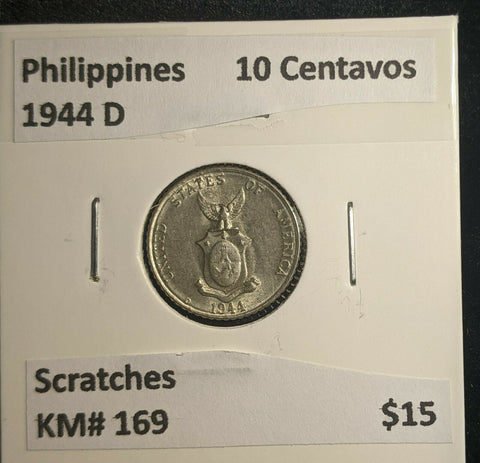 Philippines 10 Centavos
1944 D
UNITED STATES OF AMERICA
D 1944
Scratches
KM# 169 $15